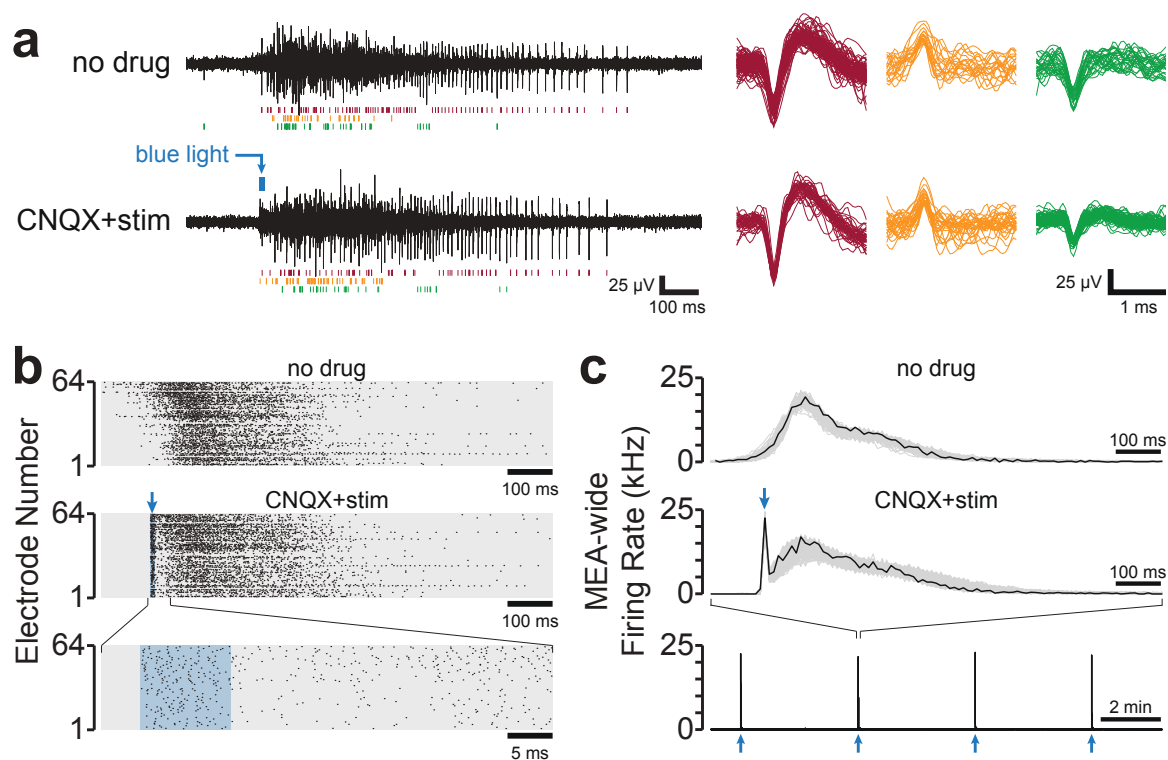 a
no drug
blue light
CNQX+stim
25 µV
100 ms
25 µV
1 ms
b
no drug
Electrode Number
64
1
100 ms
CNQX+stim
64
1
100 ms
64
1
5 ms
c
no drug
MEA-wide
Firing Rate (kHz)
25
0
100 ms
CNQX+stim
25
0
100 ms
25
0
2 min